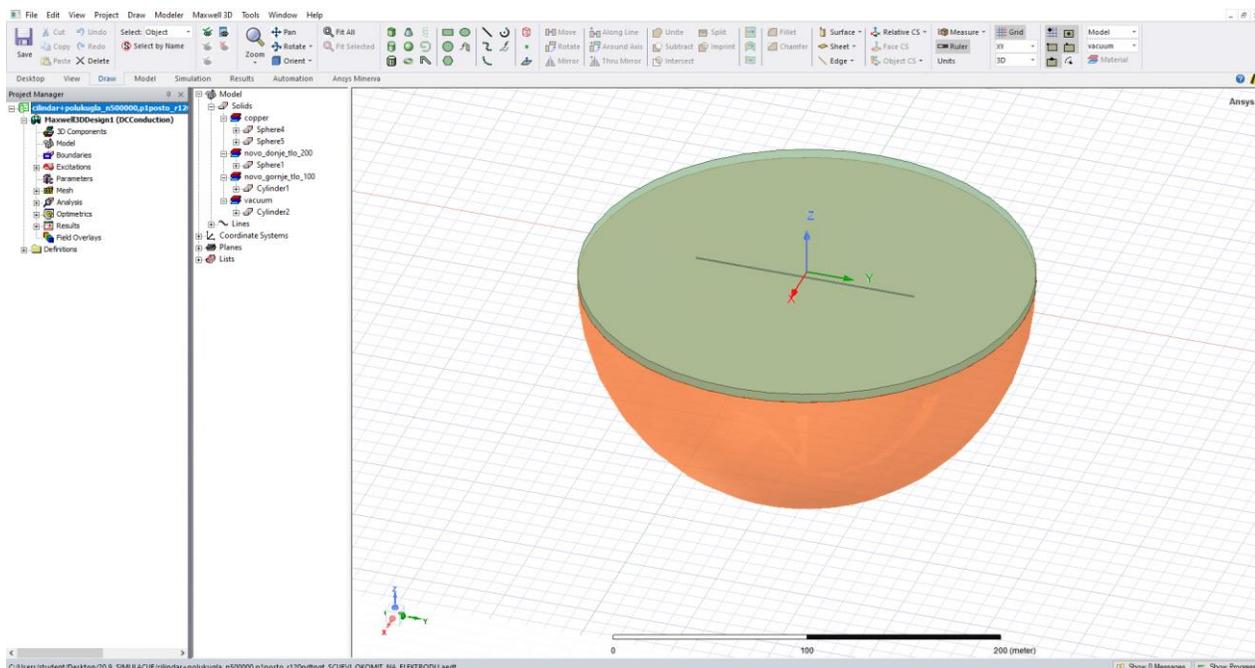 File Edit View Project Draw Modeler Maxwell 3D Tools Window Help
Save
Cut Undo
Copy Redo
Paste Delete
Select: Object
Select by Name
Zoom
Pan
Rotate
Orient
Fit All
Fit Selected
Move Along Line
Rotate Around Axis
Mirror Thru Mirror
Unite Split
Subtract Imprint
Intersect
Fillet
Chamfer
Surface
Sheet
Edge
Relative CS
Face CS
Object CS
Measure
Ruler
Units
Grid
XY
3D
Model
vacuum
Material
Desktop View Draw Model Simulation Results Automation Ansys Minerva
Project Manager
cilindar+polukugla_n500000,p1posto_r120
Maxwell3DDesign1 (DCConduction)
3D Components
Model
Boundaries
Excitations
Parameters
Mesh
Analysis
Optimetrics
Results
Field Overlays
Definitions
Model
Solids
copper
Sphere4
Sphere5
novo_donje_tlo_200
Sphere1
novo_gornje_tlo_100
Cylinder1
vacuum
Cylinder2
Lines
Coordinate Systems
Planes
Lists
Ansys
Z
Y
X
Z
Y
X
0 100 200 (meter)
Show 0 Messages Show Progress